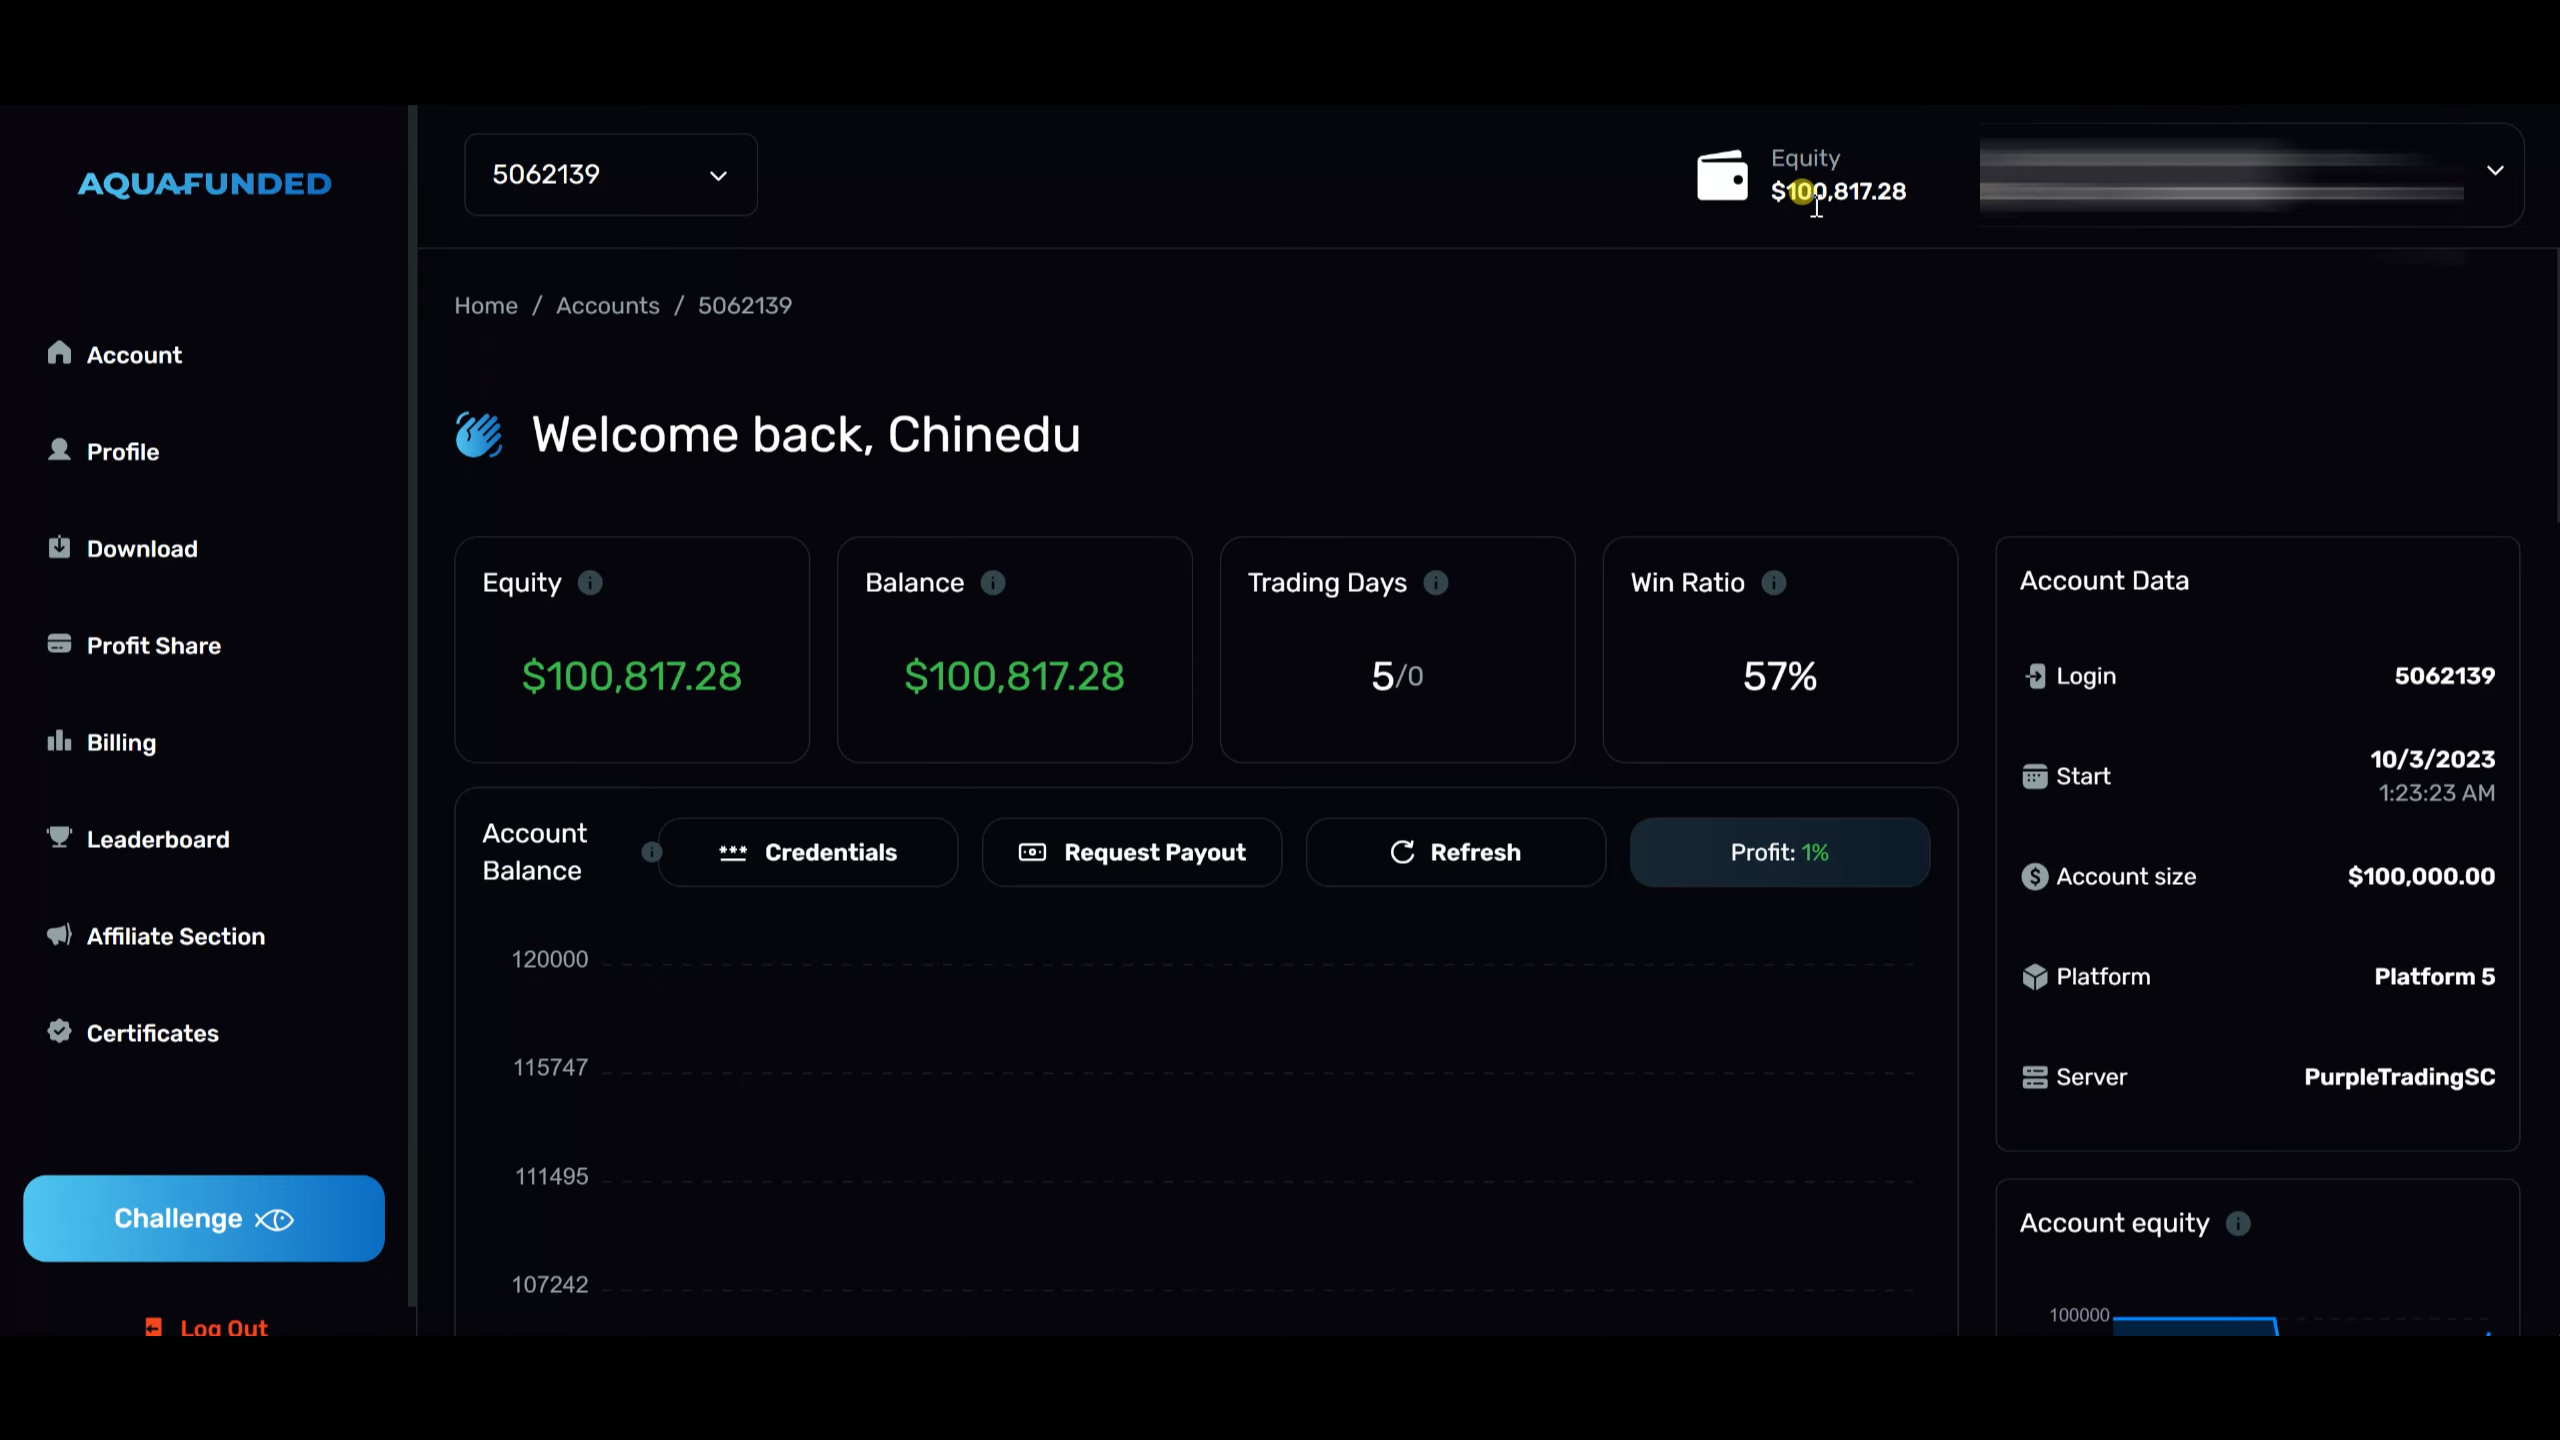 AQUAFUNDED
5062139
Equity
$100,817.28
Home / Accounts / 5062139
Account
Profile
Download
Profit Share
Billing
Leaderboard
Affiliate Section
Certificates
Challenge
Log Out
Welcome back, Chinedu
Equity
$100,817.28
Balance
$100,817.28
Trading Days
5/0
Win Ratio
57%
Account
Balance
*** Credentials
Request Payout
Refresh
Profit: 1%
120000
115747
111495
107242
Account Data
Login 5062139
Start 10/3/2023
1:23:23 AM
Account size $100,000.00
Platform Platform 5
Server PurpleTradingSC
Account equity
100000